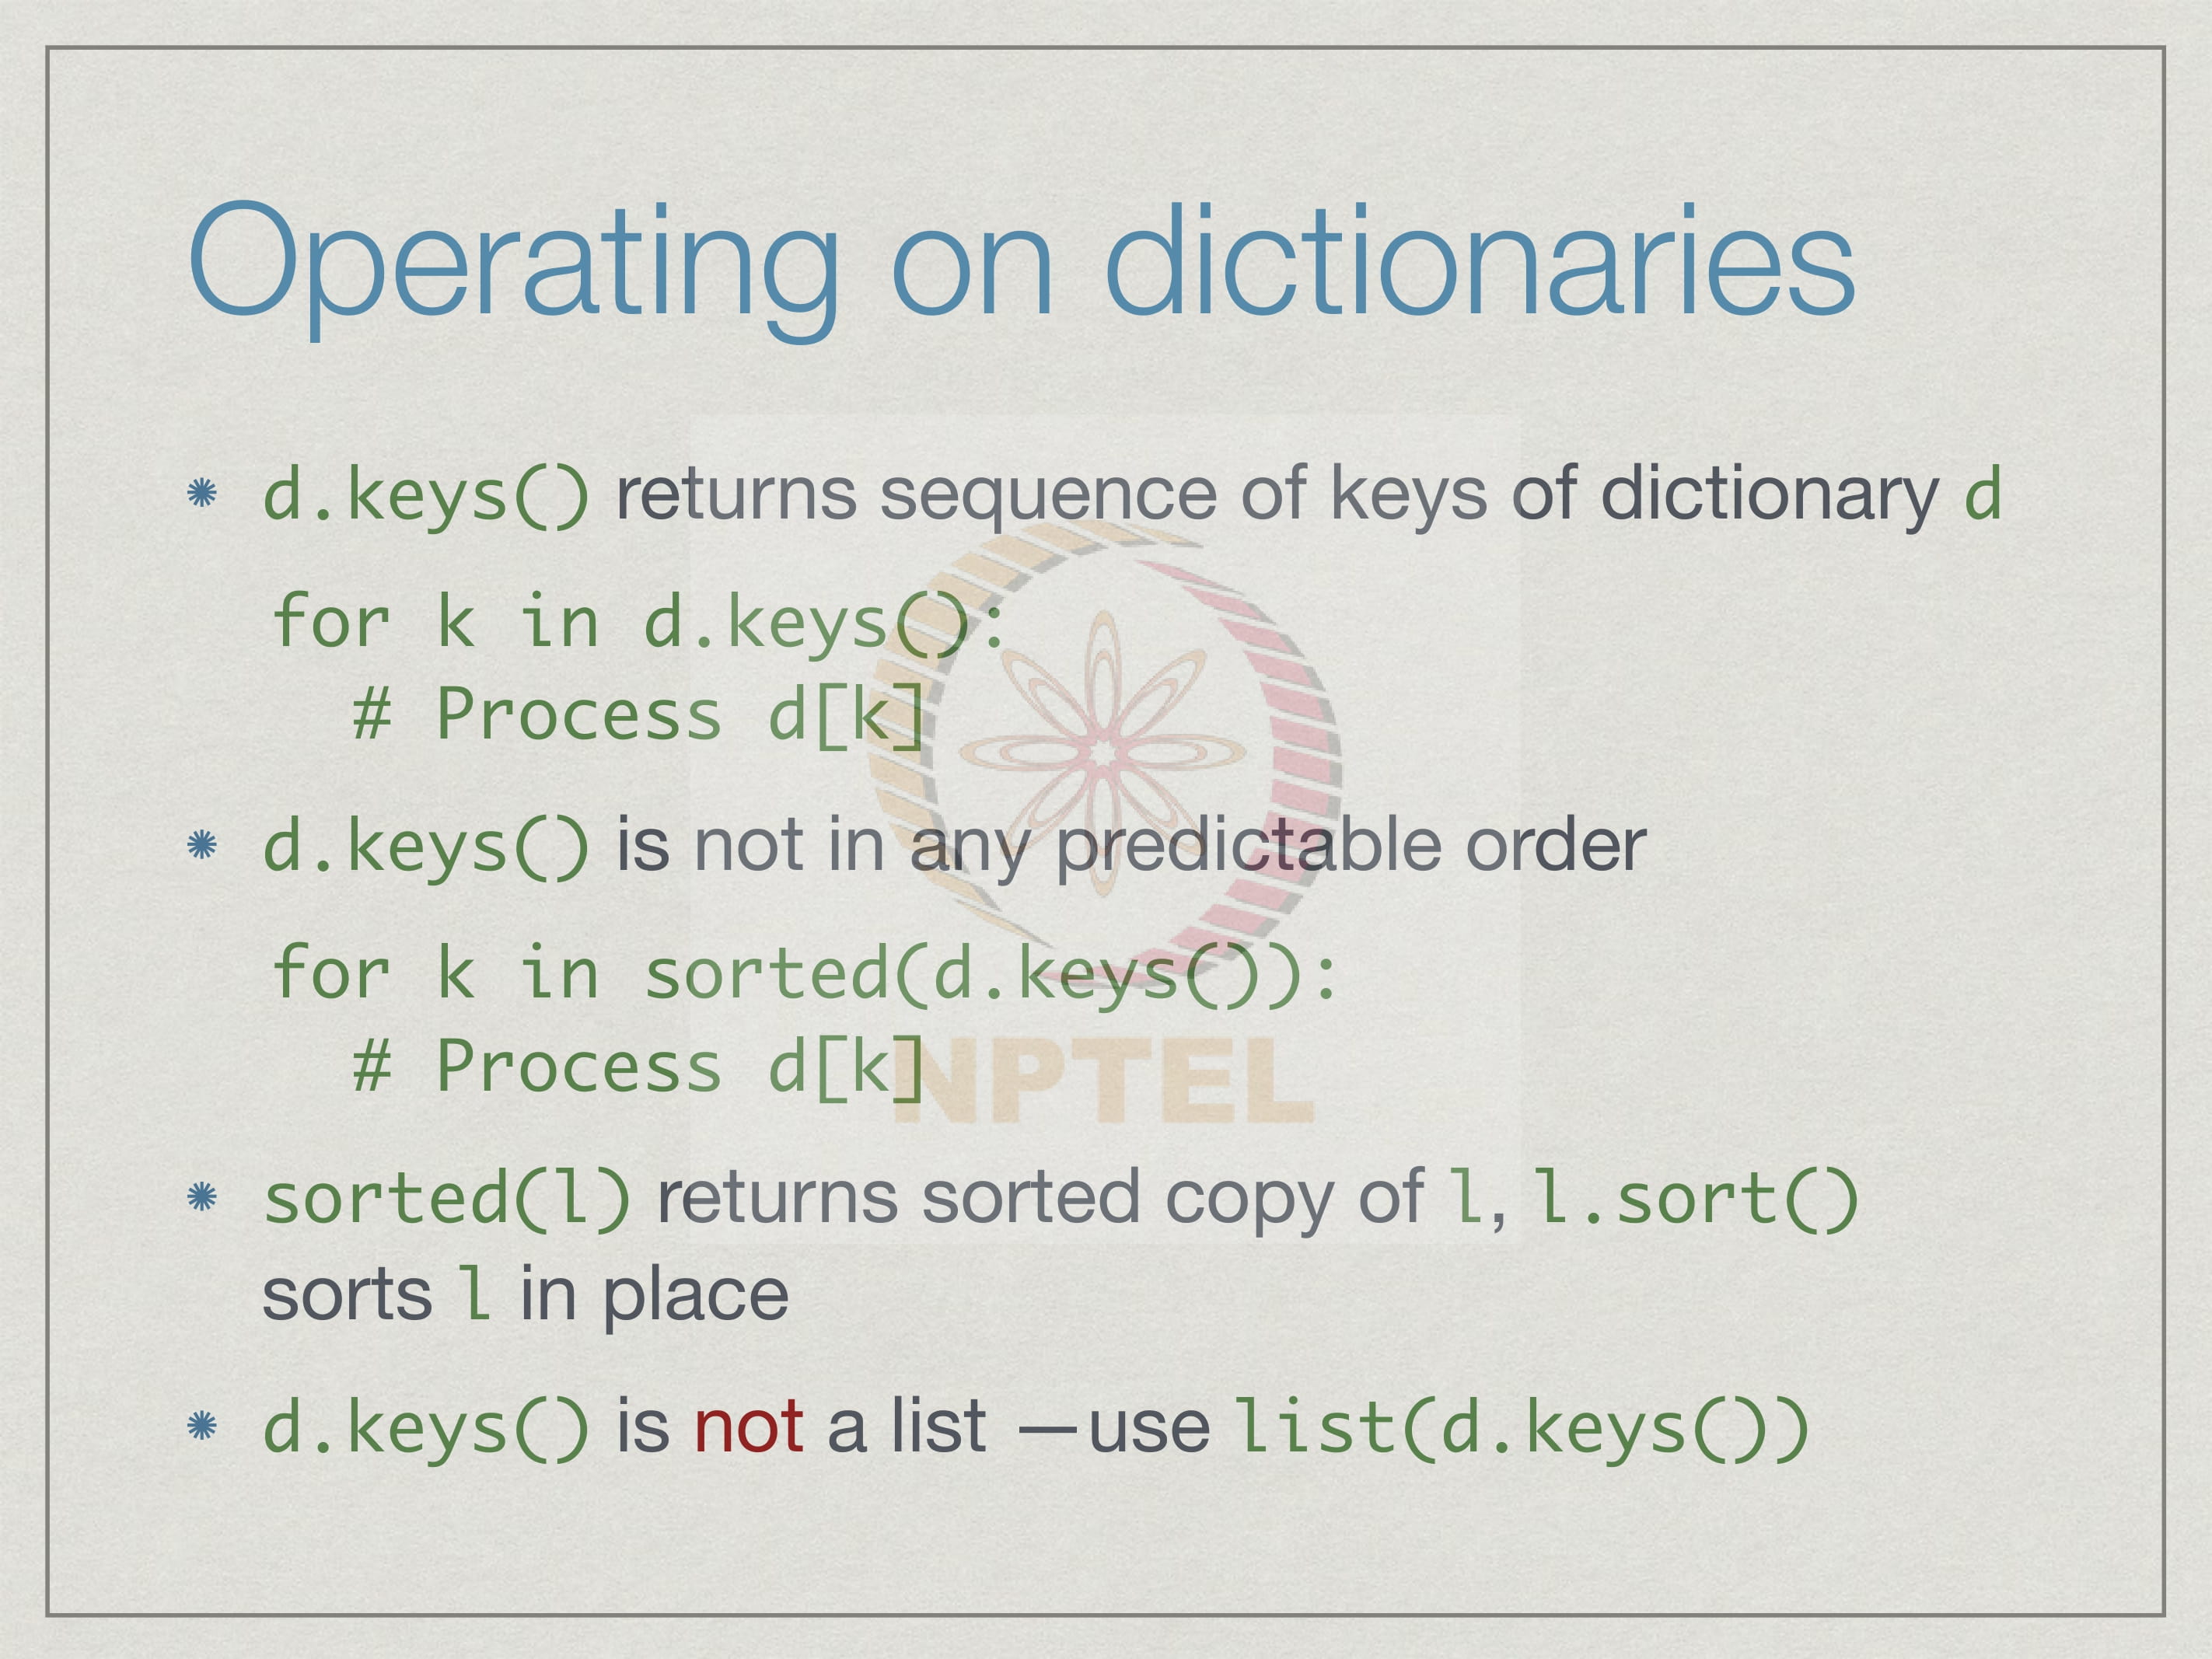 Operating on dictionaries
d.keys() returns sequence of keys of dictionary d
for k in d.keys():
# Process d[k]
d.keys() is not in any predictable order
for k in sorted(d.keys()):
# Process d[k]
NPTEL
sorted(l) returns sorted copy of l, l.sort()
sorts l in place
d.keys() is not a list —use list(d.keys())